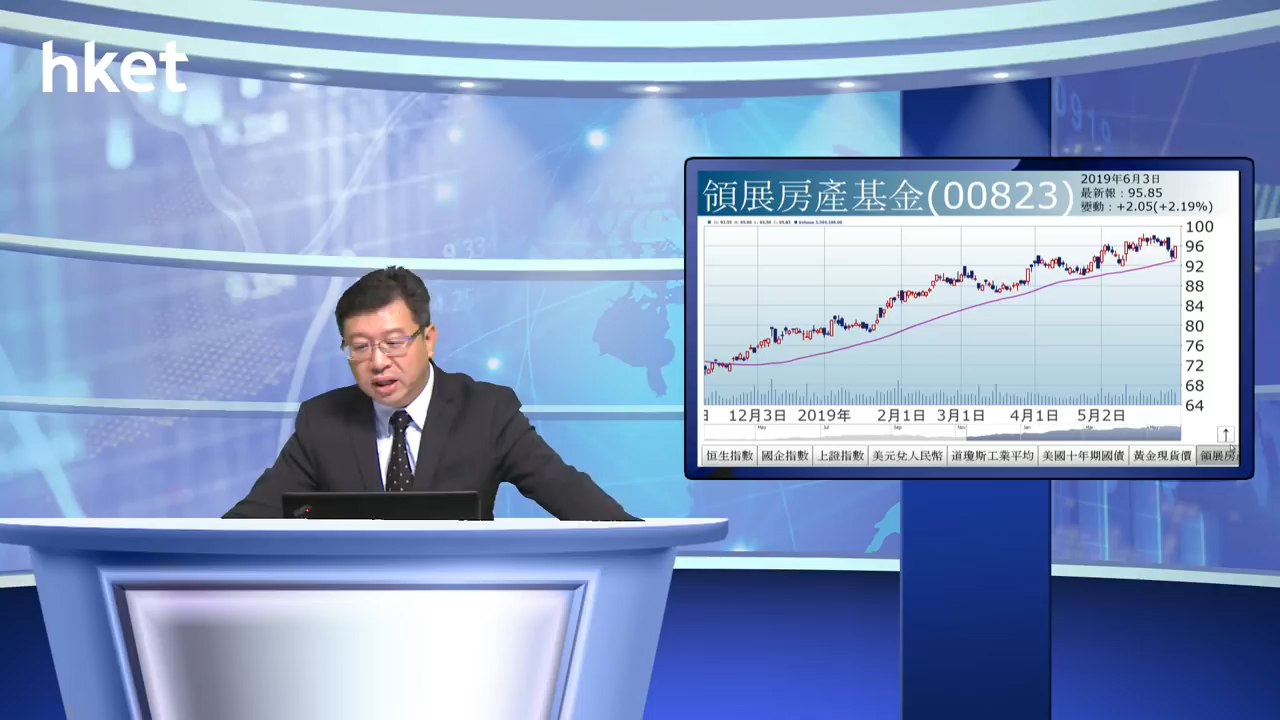 hket
領展房產基金(00823)
2019年6月3日
最新報：95.85
變動：+2.05(+2.19%)
100
96
92
88
84
80
76
72
68
64
12月3日 2019年 2月1日 3月1日 4月1日 5月2日
恒生指數 國企指數 上證指數 美元兌人民幣 道瓊斯工業平均 美國十年期國債 黃金現貨價 領展房